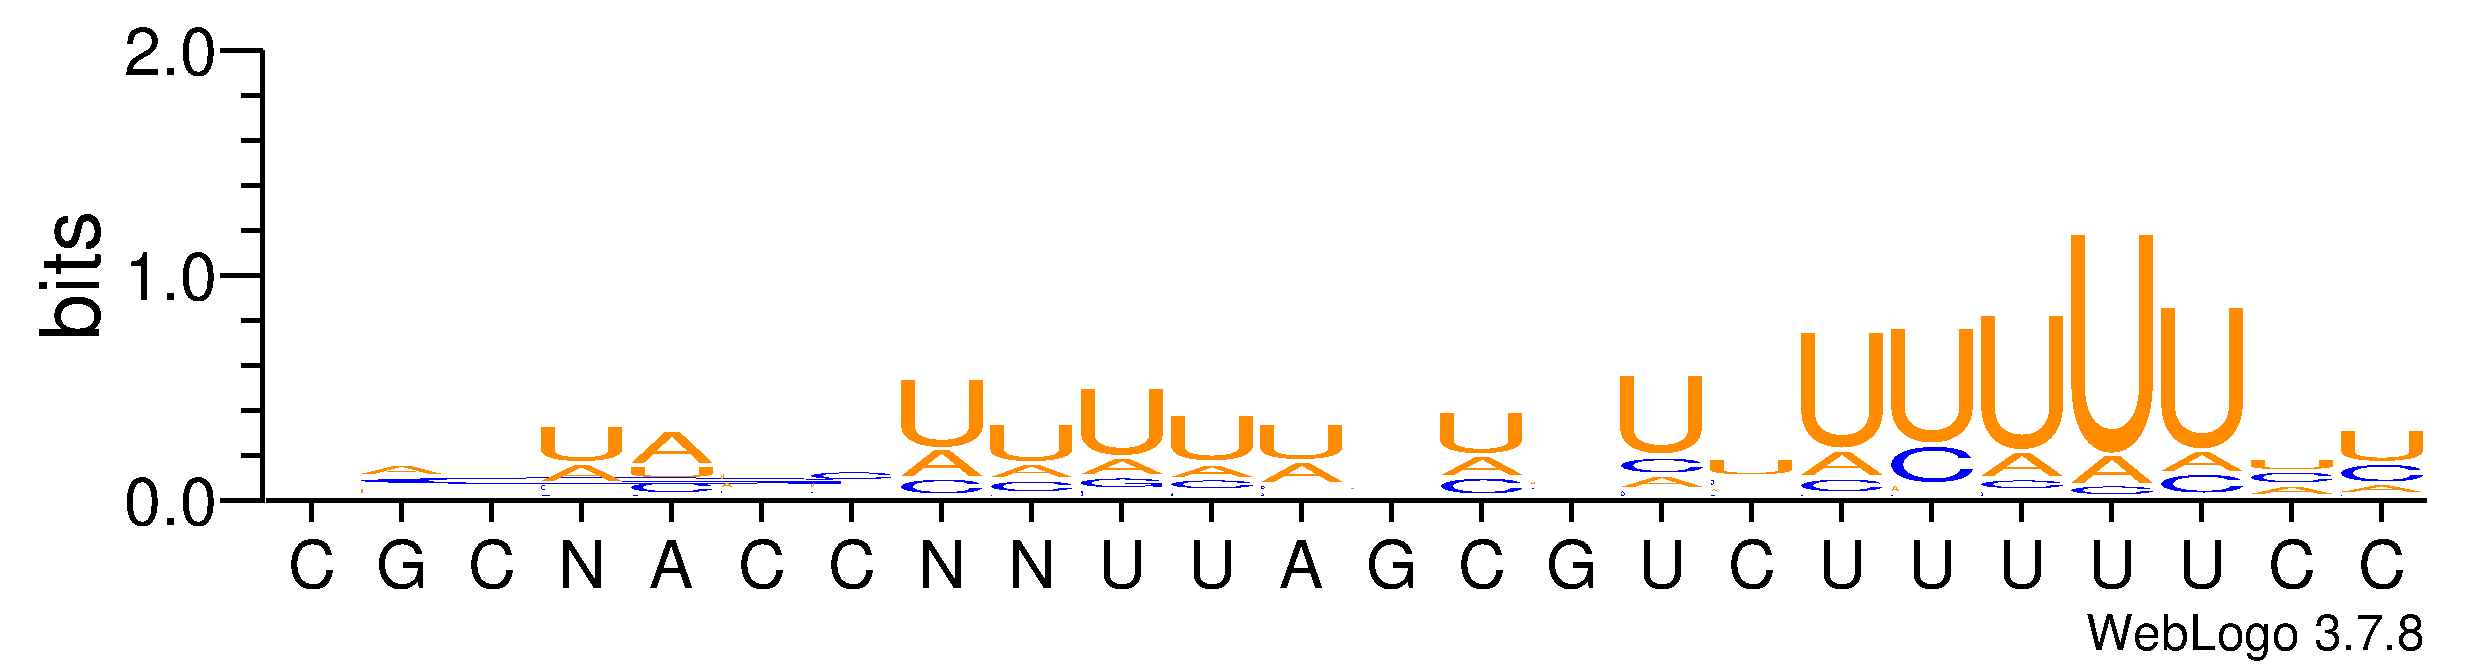 2.0
bits
1.0
0.0
C G C N A C C N N U U A G C G U C U U U U U C C
WebLogo 3.7.8